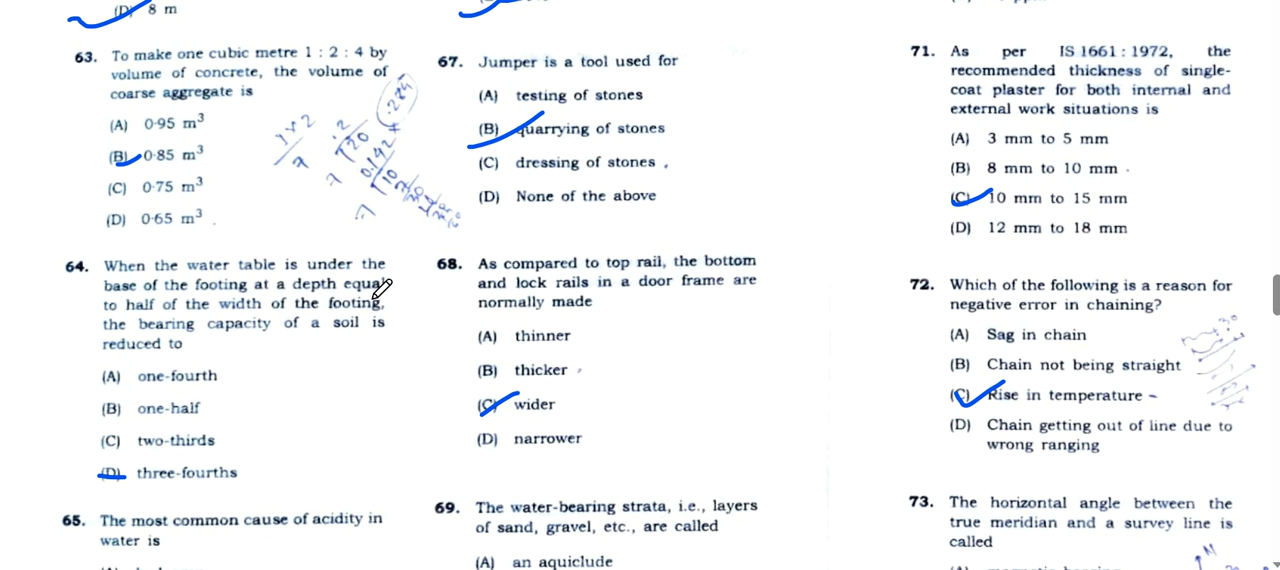 (D) 8 m
63. To make one cubic metre 1 : 2 : 4 by
volume of concrete, the volume of
coarse aggregate is
(A) 0·95 m³
(B) 0·85 m³
(C) 0·75 m³
(D) 0·65 m³
64. When the water table is under the
base of the footing at a depth equal
to half of the width of the footing,
the bearing capacity of a soil is
reduced to
(A) one-fourth
(B) one-half
(C) two-thirds
(D) three-fourths
65. The most common cause of acidity in
water is
67. Jumper is a tool used for
(A) testing of stones
(B) quarrying of stones
(C) dressing of stones
(D) None of the above
68. As compared to top rail, the bottom
and lock rails in a door frame are
normally made
(A) thinner
(B) thicker
(C) wider
(D) narrower
69. The water-bearing strata, i.e., layers
of sand, gravel, etc., are called
(A) an aquiclude
71. As per IS 1661 : 1972, the
recommended thickness of single-
coat plaster for both internal and
external work situations is
(A) 3 mm to 5 mm
(B) 8 mm to 10 mm
(C) 10 mm to 15 mm
(D) 12 mm to 18 mm
72. Which of the following is a reason for
negative error in chaining?
(A) Sag in chain
(B) Chain not being straight
(C) Rise in temperature
(D) Chain getting out of line due to
wrong ranging
73. The horizontal angle between the
true meridian and a survey line is
called